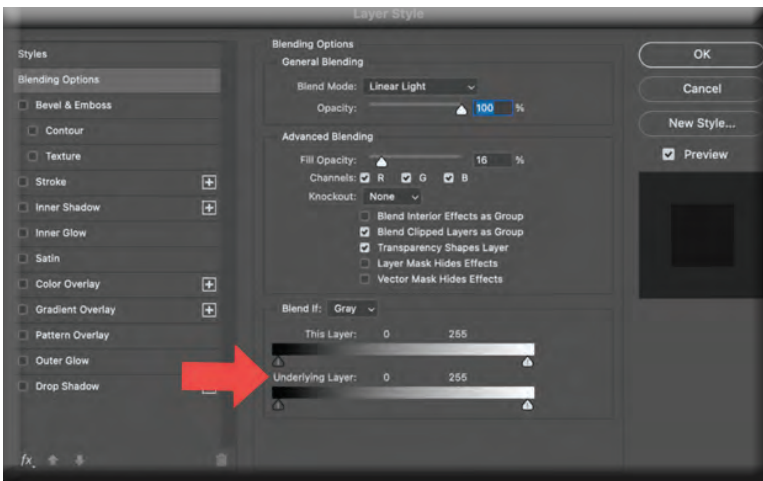 Layer Style
Styles
Blending Options
Bevel & Emboss
Contour
Texture
Stroke
Inner Shadow
Inner Glow
Satin
Color Overlay
Gradient Overlay
Pattern Overlay
Outer Glow
Drop Shadow
fx
Blending Options
General Blending
Blend Mode: Linear Light
Opacity: 100 %
Advanced Blending
Fill Opacity: 16 %
Channels: R G B
Knockout: None
Blend Interior Effects as Group
Blend Clipped Layers as Group
Transparency Shapes Layer
Layer Mask Hides Effects
Vector Mask Hides Effects
Blend If: Gray
This Layer: 0 255
Underlying Layer: 0 255
OK
Cancel
New Style...
Preview